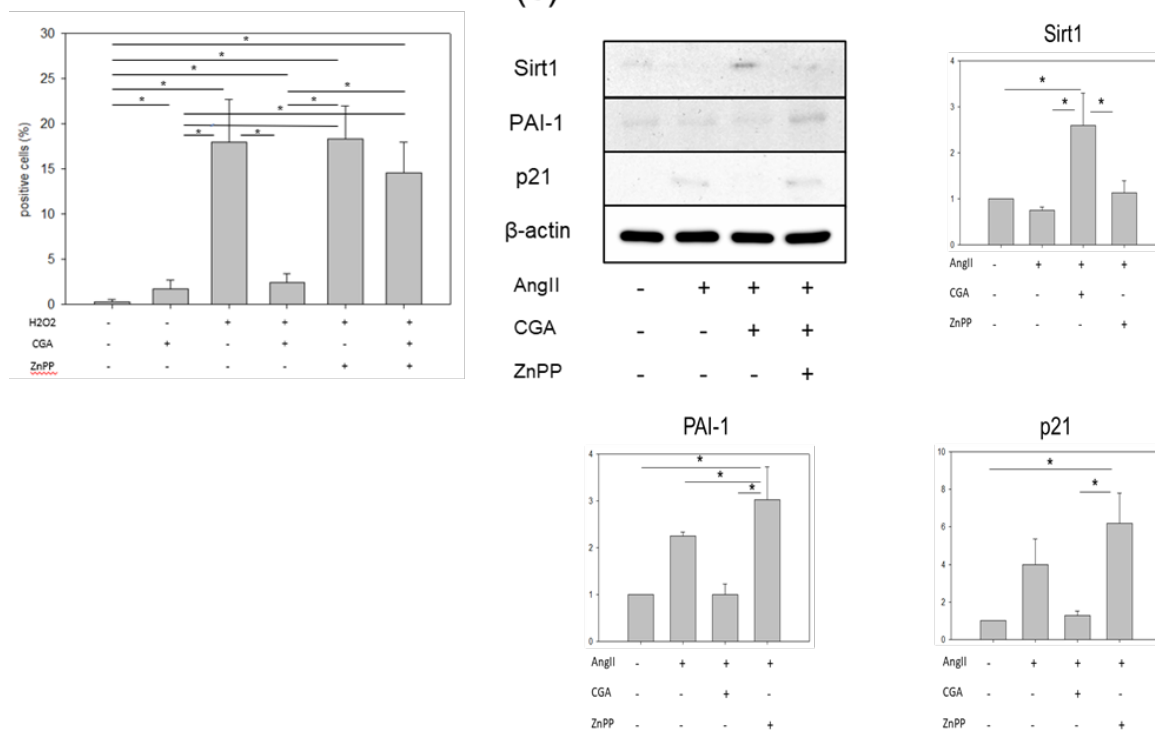 30
25
20
15
10
5
0
positive cells (%)
* * * * * * * * * * *
H2O2 - - + + + +
CGA - + - + - +
ZnPP - - - - + +
Sirt1
PAI-1
p21
β-actin
AngII - + + +
CGA - - + +
ZnPP - - - +
Sirt1
4
3
2
1
0
* * *
AngII - + + +
CGA - - + -
ZnPP - - - +
PAI-1
4
3
2
1
0
* * *
AngII - + + +
CGA - - + -
ZnPP - - - +
p21
10
8
6
4
2
0
* *
AngII - + + +
CGA - - + -
ZnPP - - - +